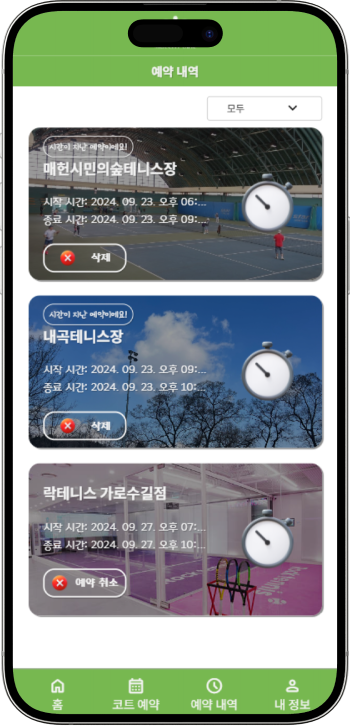 예약 내역
모두
시간이 지난 예약이에요!
매헌시민의숲테니스장
시작 시간: 2024. 09. 23. 오후 06:...
종료 시간: 2024. 09. 23. 오후 09:...
삭제
시간이 지난 예약이에요!
내곡테니스장
시작 시간: 2024. 09. 23. 오후 09:...
종료 시간: 2024. 09. 23. 오후 10:...
삭제
락테니스 가로수길점
시작 시간: 2024. 09. 27. 오후 07:...
종료 시간: 2024. 09. 27. 오후 10:...
예약 취소
홈 코트 예약 예약 내역 내 정보